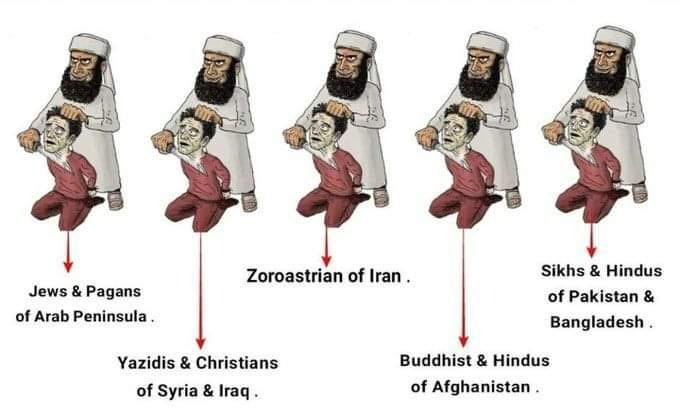 Jews & Pagans
of Arab Peninsula .
Yazidis & Christians
of Syria & Iraq .
Zoroastrian of Iran .
Buddhist & Hindus
of Afghanistan .
Sikhs & Hindus
of Pakistan &
Bangladesh .